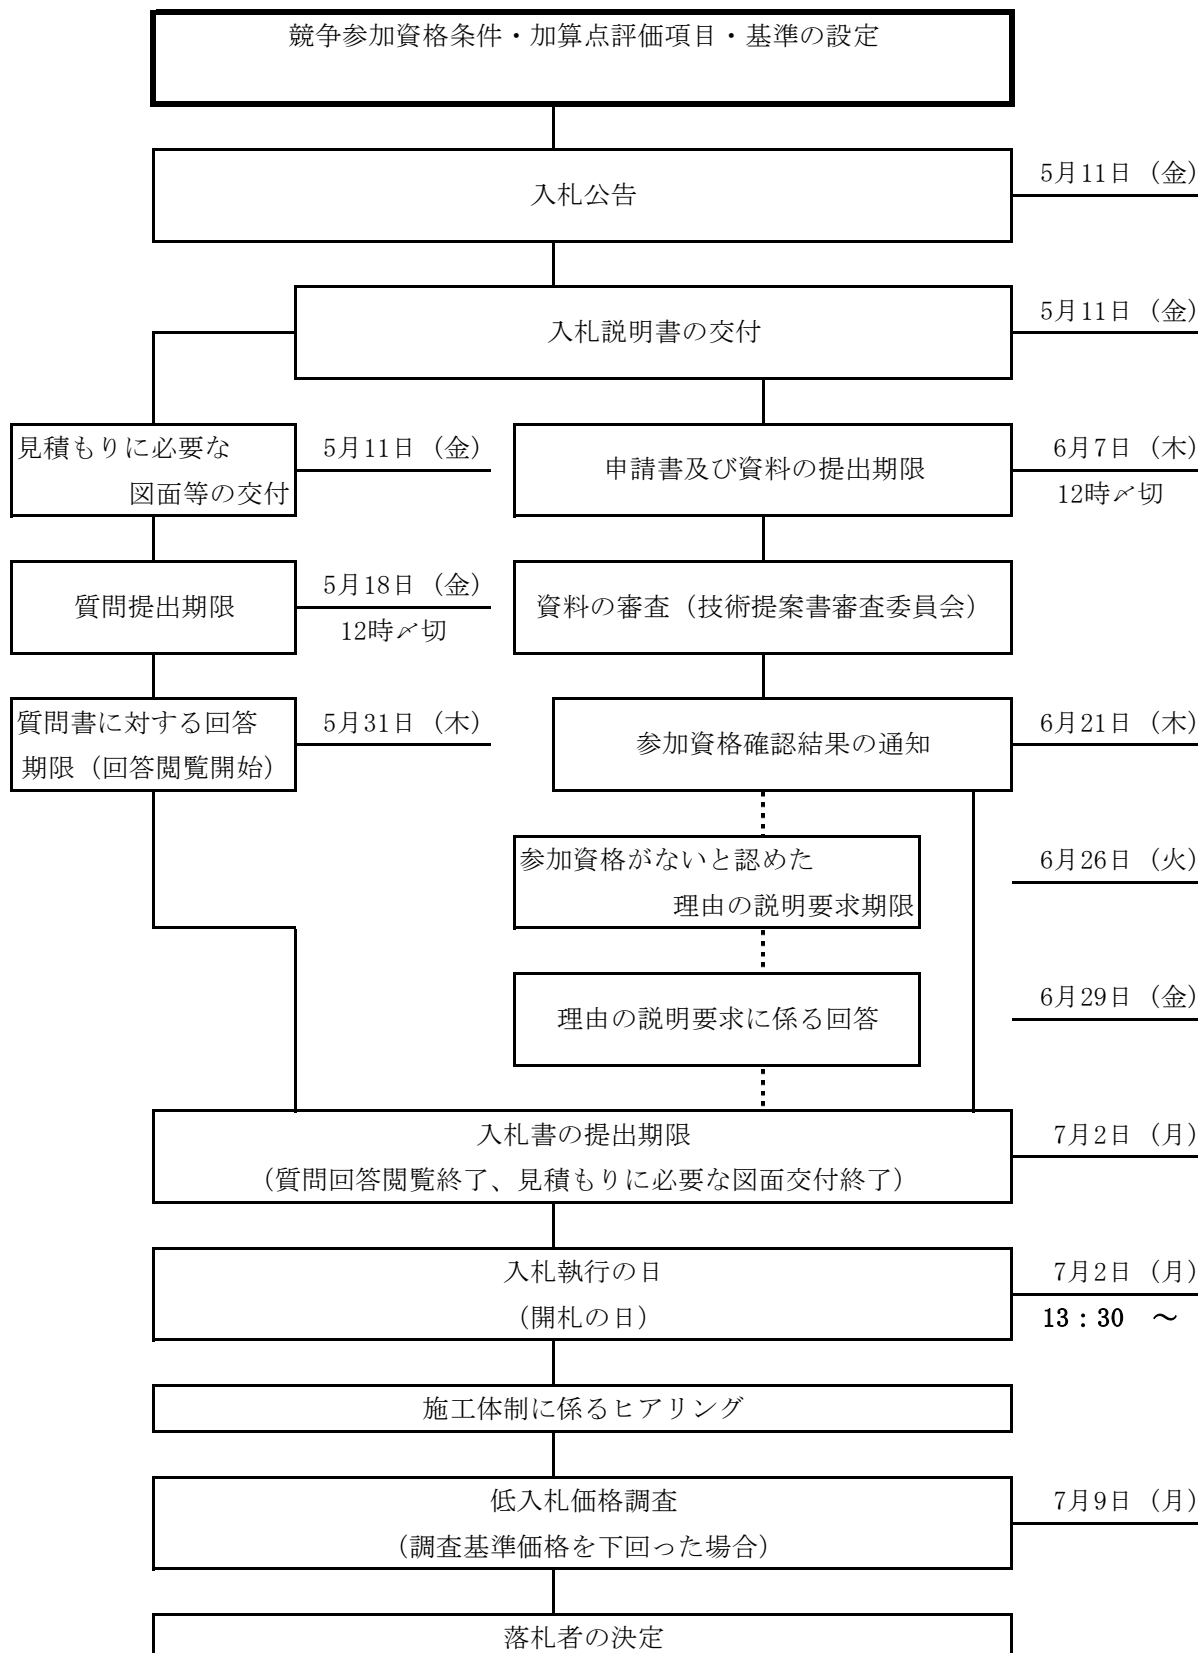 競争参加資格条件・加算点評価項目・基準の設定
入札公告
5月11日（金）
入札説明書の交付
5月11日（金）
見積もりに必要な
図面等の交付
5月11日（金）
申請書及び資料の提出期限
6月7日（木）
12時〆切
質問提出期限
5月18日（金）
12時〆切
資料の審査（技術提案書審査委員会）
質問書に対する回答
期限（回答閲覧開始）
5月31日（木）
参加資格確認結果の通知
6月21日（木）
参加資格がないと認めた
理由の説明要求期限
6月26日（火）
理由の説明要求に係る回答
6月29日（金）
入札書の提出期限
（質問回答閲覧終了、見積もりに必要な図面交付終了）
7月2日（月）
入札執行の日
（開札の日）
7月2日（月）
13：30　～
施工体制に係るヒアリング
低入札価格調査
（調査基準価格を下回った場合）
7月9日（月）
落札者の決定